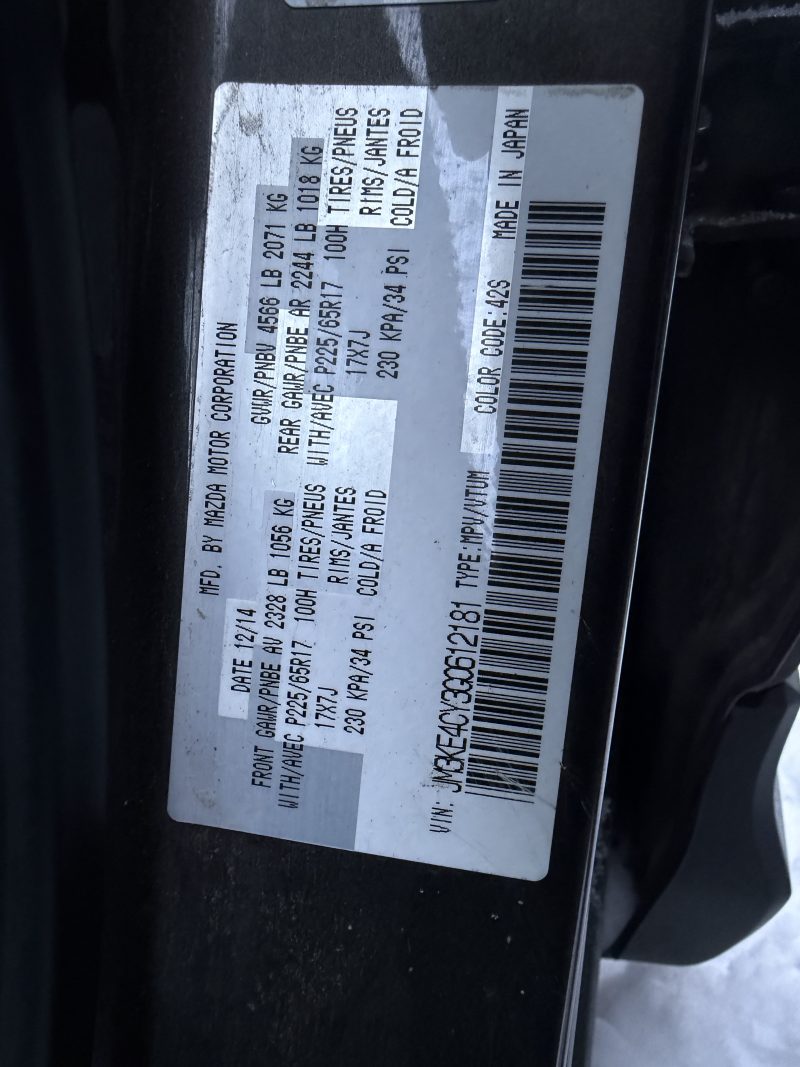 MFD. BY MAZDA MOTOR CORPORATION
DATE 12/14 GVWR/PNBV 4566 LB 2071 KG
FRONT GAWR/PNBE AV 2328 LB 1056 KG REAR GAWR/PNBE AR 2244 LB 1018 KG
WITH/AVEC P225/65R17 100H TIRES/PNEUS WITH/AVEC P225/65R17 100H TIRES/PNEUS
17X7J RIMS/JANTES 17X7J RIMS/JANTES
230 KPA/34 PSI COLD/A FROID 230 KPA/34 PSI COLD/A FROID
VIN: JM3KE4CY3G0612181 TYPE:MPV/VTUM COLOR CODE:42S MADE IN JAPAN